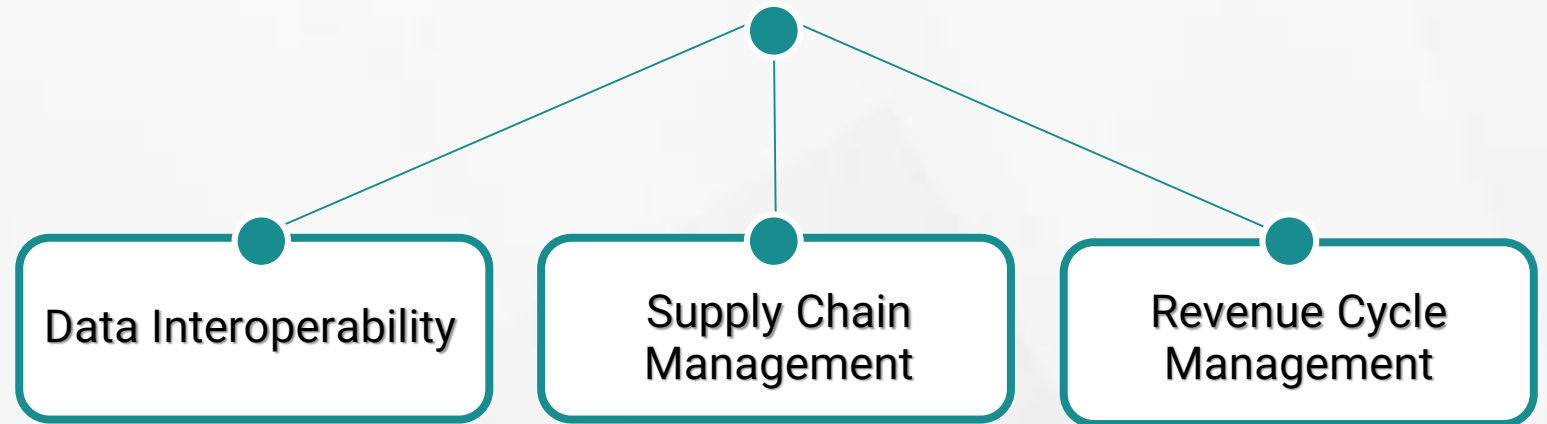 Data Interoperability
Supply Chain
Management
Revenue Cycle
Management